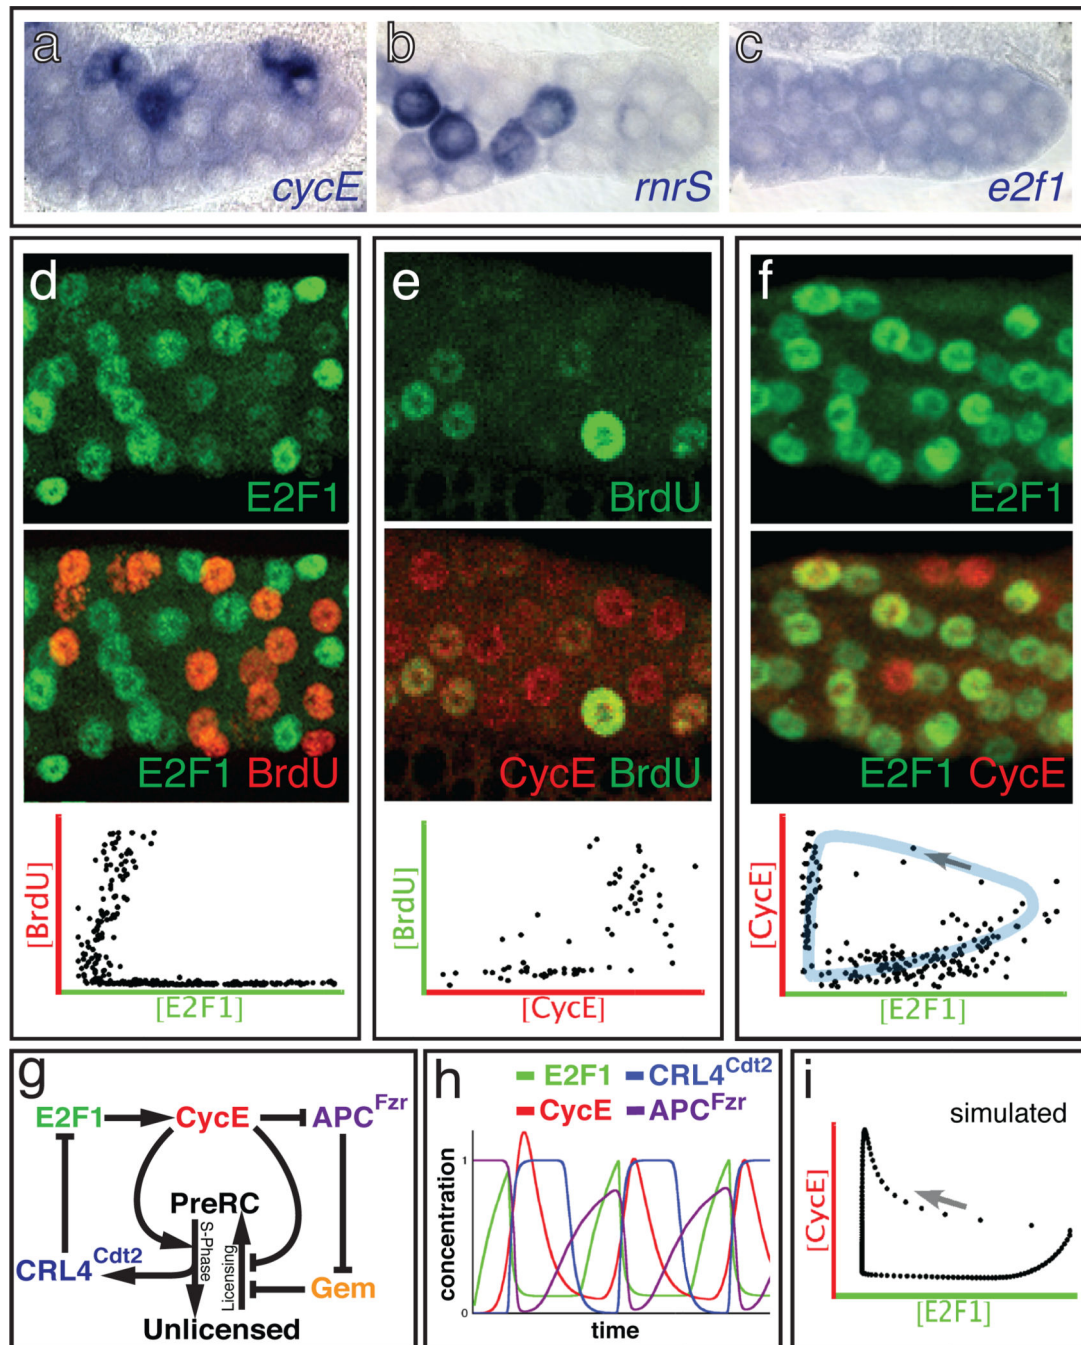 a
cycE
b
rnrS
c
e2f1
d
E2F1
E2F1 BrdU
[BrdU]
[E2F1]
e
BrdU
CycE BrdU
[BrdU]
[CycE]
f
E2F1
E2F1 CycE
[CycE]
[E2F1]
g
E2F1
CycE
APC^Fzr
PreRC
S-Phase
Licensing
CRL4^Cdt2
Gem
Unlicensed
h
E2F1
CRL4^Cdt2
CycE
APC^Fzr
concentration
1
0
time
i
simulated
[CycE]
[E2F1]